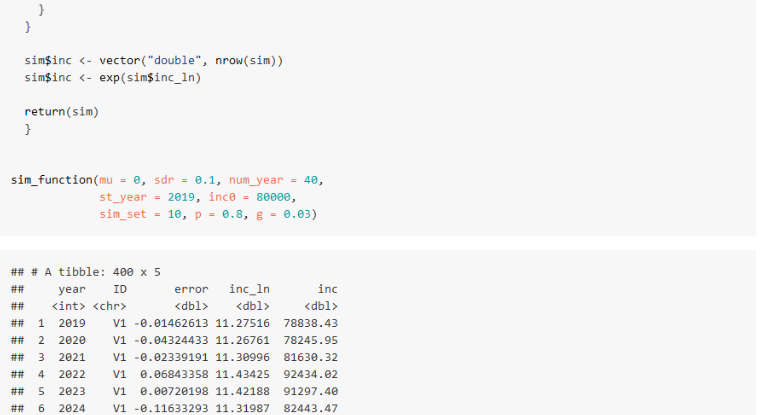 }
}
sim$inc <- vector("double", nrow(sim))
sim$inc <- exp(sim$inc_ln)
return(sim)
}
sim_function(mu = 0, sdr = 0.1, num_year = 40,
st_year = 2019, inc0 = 80000,
sim_set = 10, p = 0.8, g = 0.03)
## # A tibble: 400 x 5
## year ID error inc_ln inc
## <int> <chr> <dbl> <dbl> <dbl>
## 1 2019 V1 -0.01462613 11.27516 78838.43
## 2 2020 V1 -0.04324433 11.26761 78245.95
## 3 2021 V1 -0.02339191 11.30996 81630.32
## 4 2022 V1 0.06843358 11.43425 92434.02
## 5 2023 V1 0.00720198 11.42188 91297.40
## 6 2024 V1 -0.11633293 11.31987 82443.47